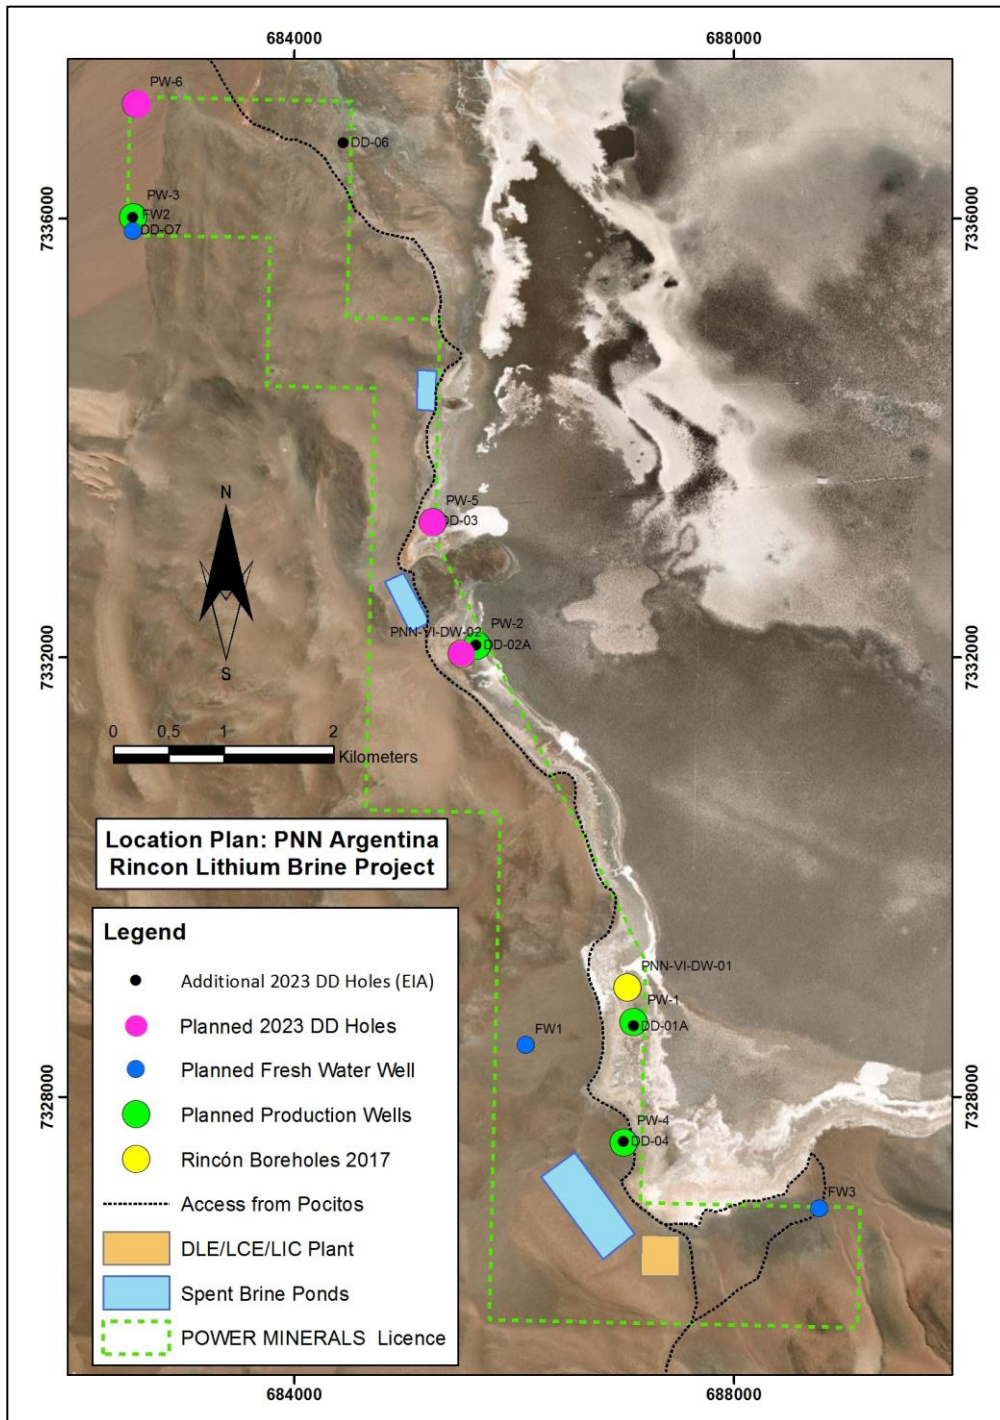 684000
688000
PW-6
DD-06
PW-3
FW2
DD-O7
7336000
7336000
PW-5
DD-03
N
S
PW-2
PNN-VI-DW-02
DD-02A
7332000
7332000
0 0,5 1 2
Kilometers
Location Plan: PNN Argentina
Rincon Lithium Brine Project
PNN-VI-DW-01
PW-1
DD-01A
FW1
7328000
7328000
PW-4
DD-04
FW3
Legend
Additional 2023 DD Holes (EIA)
Planned 2023 DD Holes
Planned Fresh Water Well
Planned Production Wells
Rincón Boreholes 2017
Access from Pocitos
DLE/LCE/LIC Plant
Spent Brine Ponds
POWER MINERALS Licence
684000
688000